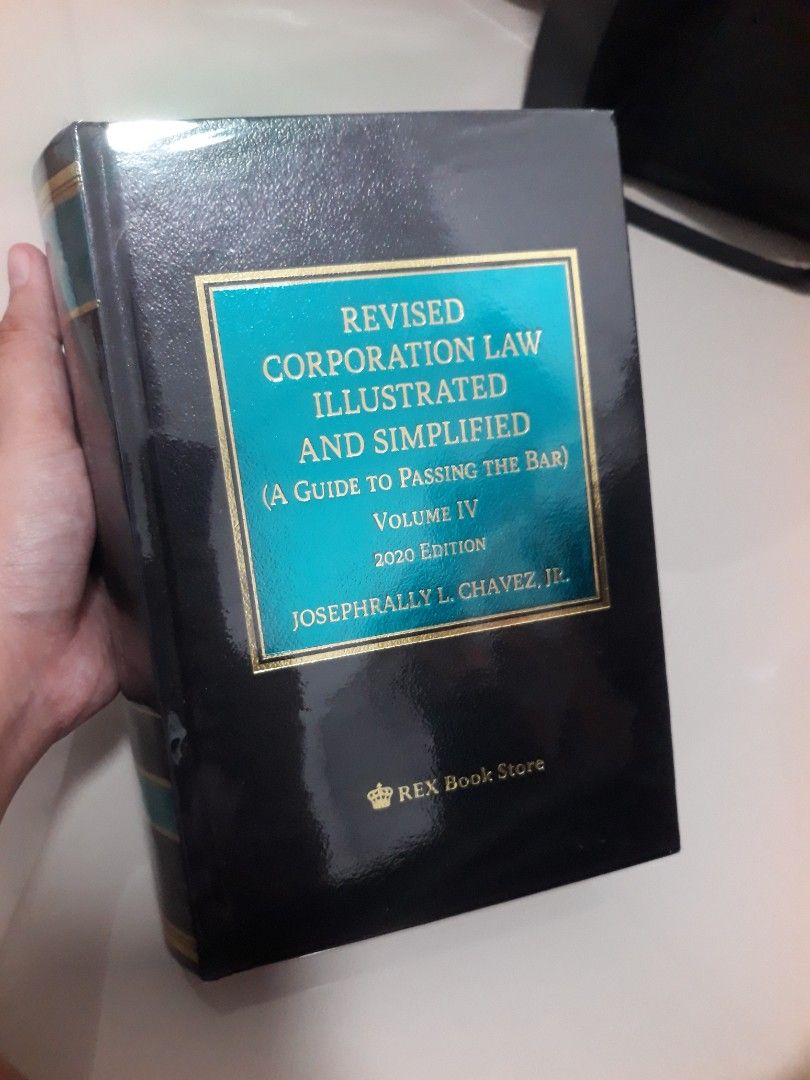 REVISED
CORPORATION LAW
ILLUSTRATED
AND SIMPLIFIED
(A GUIDE TO PASSING THE BAR)
VOLUME IV
2020 EDITION
JOSEPHRALLY L. CHAVEZ, JR.
REX Book Store